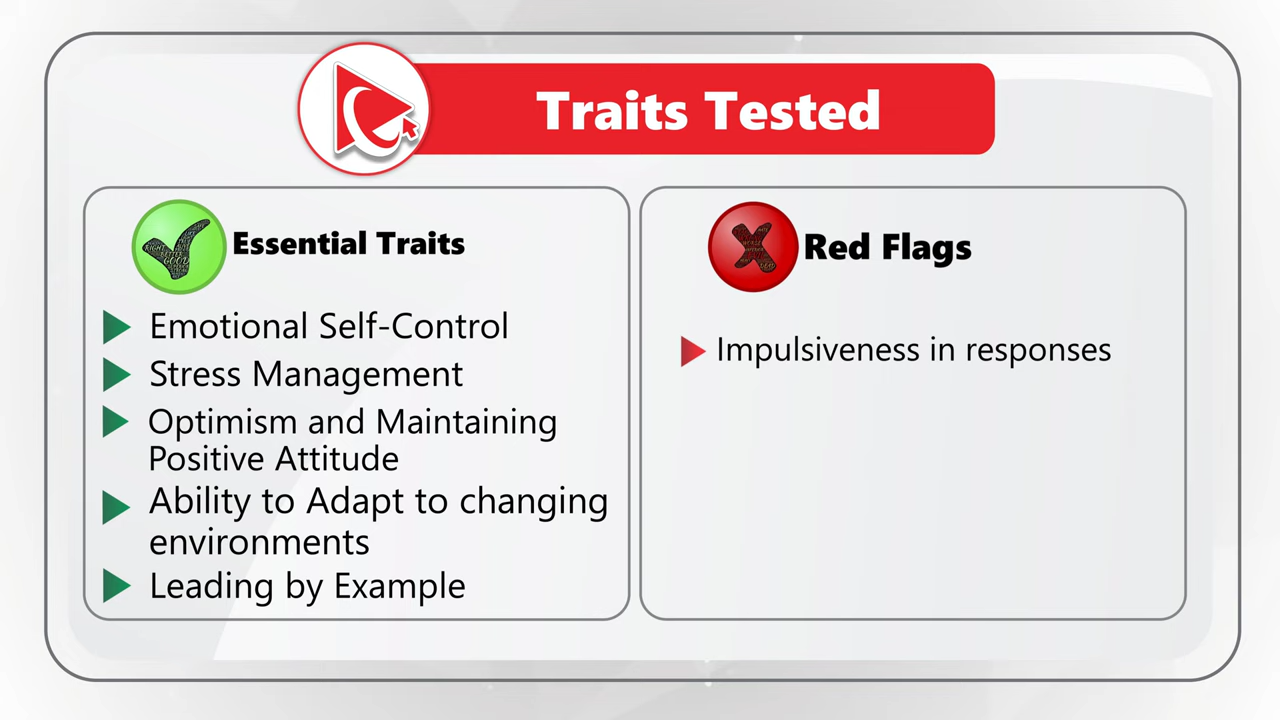 Traits Tested
Essential Traits
Emotional Self-Control
Stress Management
Optimism and Maintaining
Positive Attitude
Ability to Adapt to changing
environments
Leading by Example
Red Flags
Impulsiveness in responses